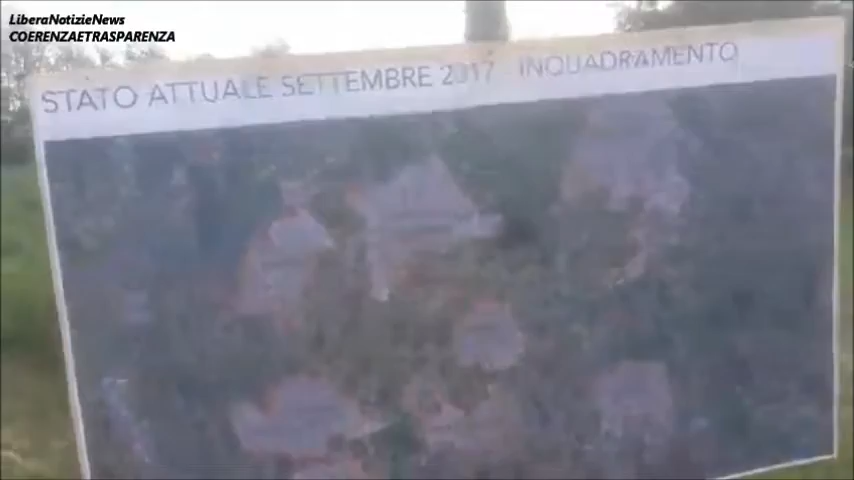 LiberaNotizieNews
COERENZAETRASPARENZA
STATO ATTUALE SETTEMBRE 2017 - INQUADRAMENTO